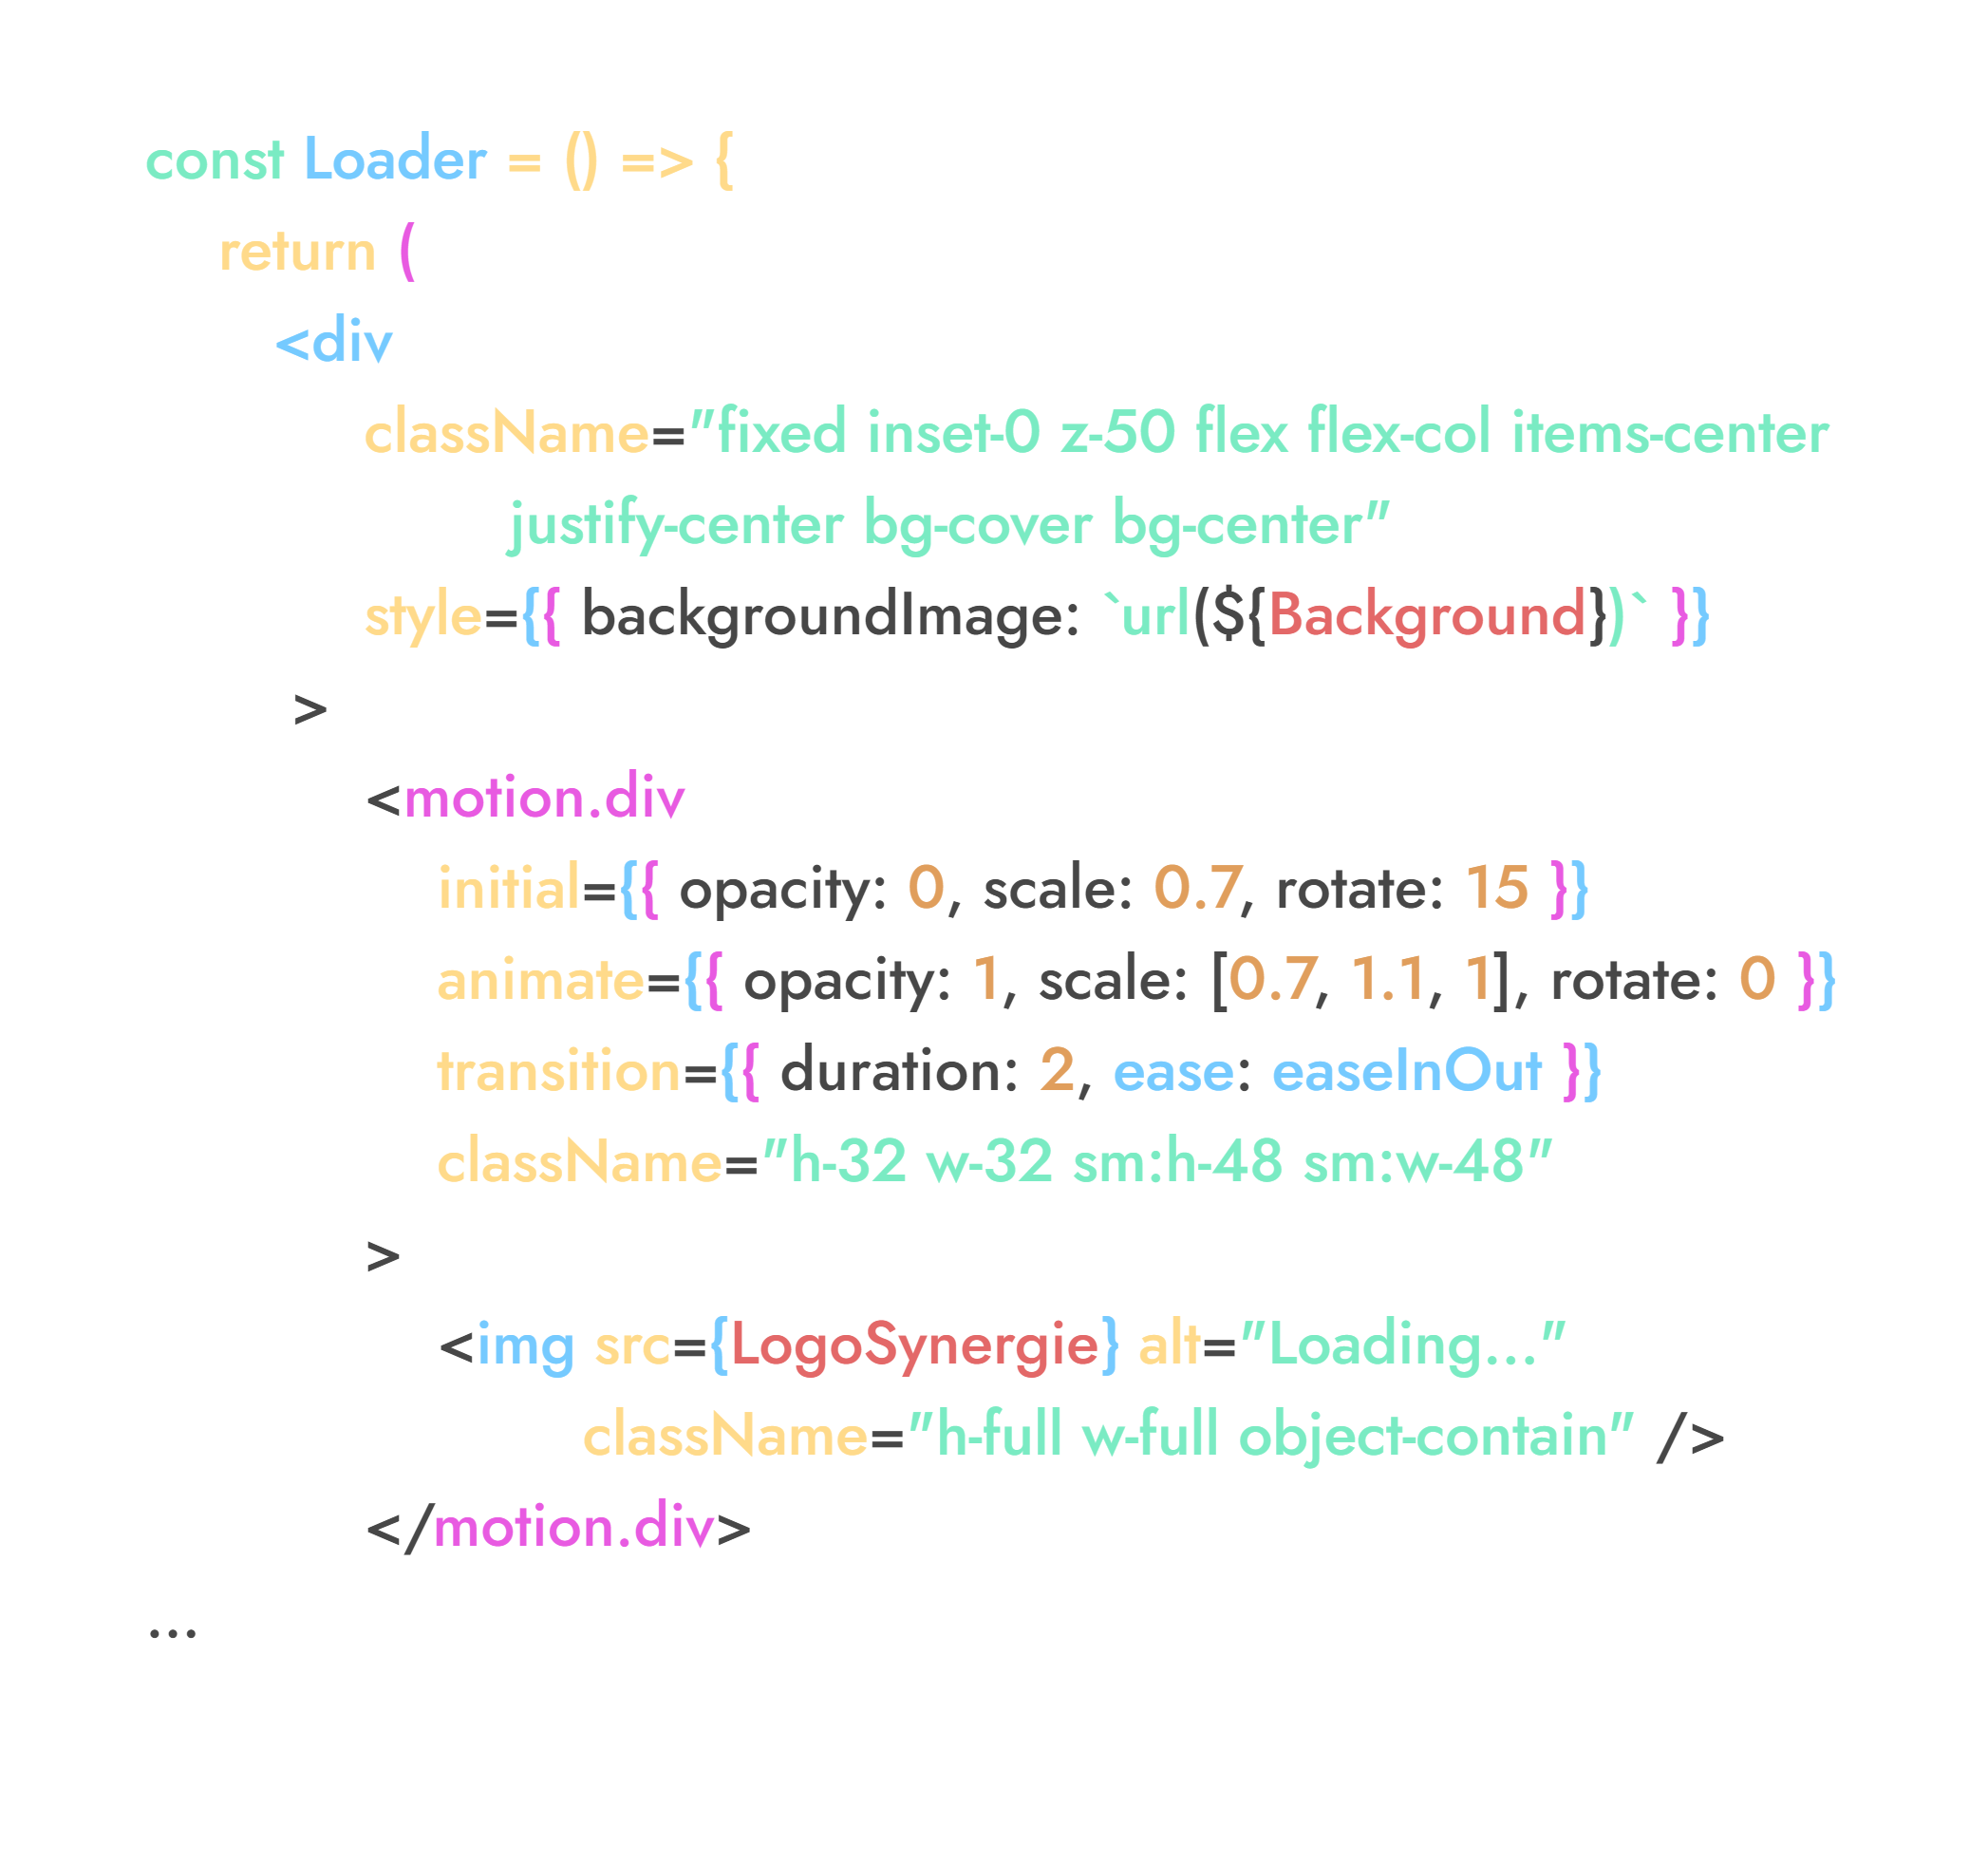 const Loader = () => {
return (
<div
className="fixed inset-0 z-50 flex flex-col items-center
justify-center bg-cover bg-center"
style={{ backgroundImage: `url(${Background})` }}
>
<motion.div
initial={{ opacity: 0, scale: 0.7, rotate: 15 }}
animate={{ opacity: 1, scale: [0.7, 1.1, 1], rotate: 0 }}
transition={{ duration: 2, ease: easeInOut }}
className="h-32 w-32 sm:h-48 sm:w-48"
>
<img src={LogoSynergie} alt="Loading..."
className="h-full w-full object-contain" />
</motion.div>
...